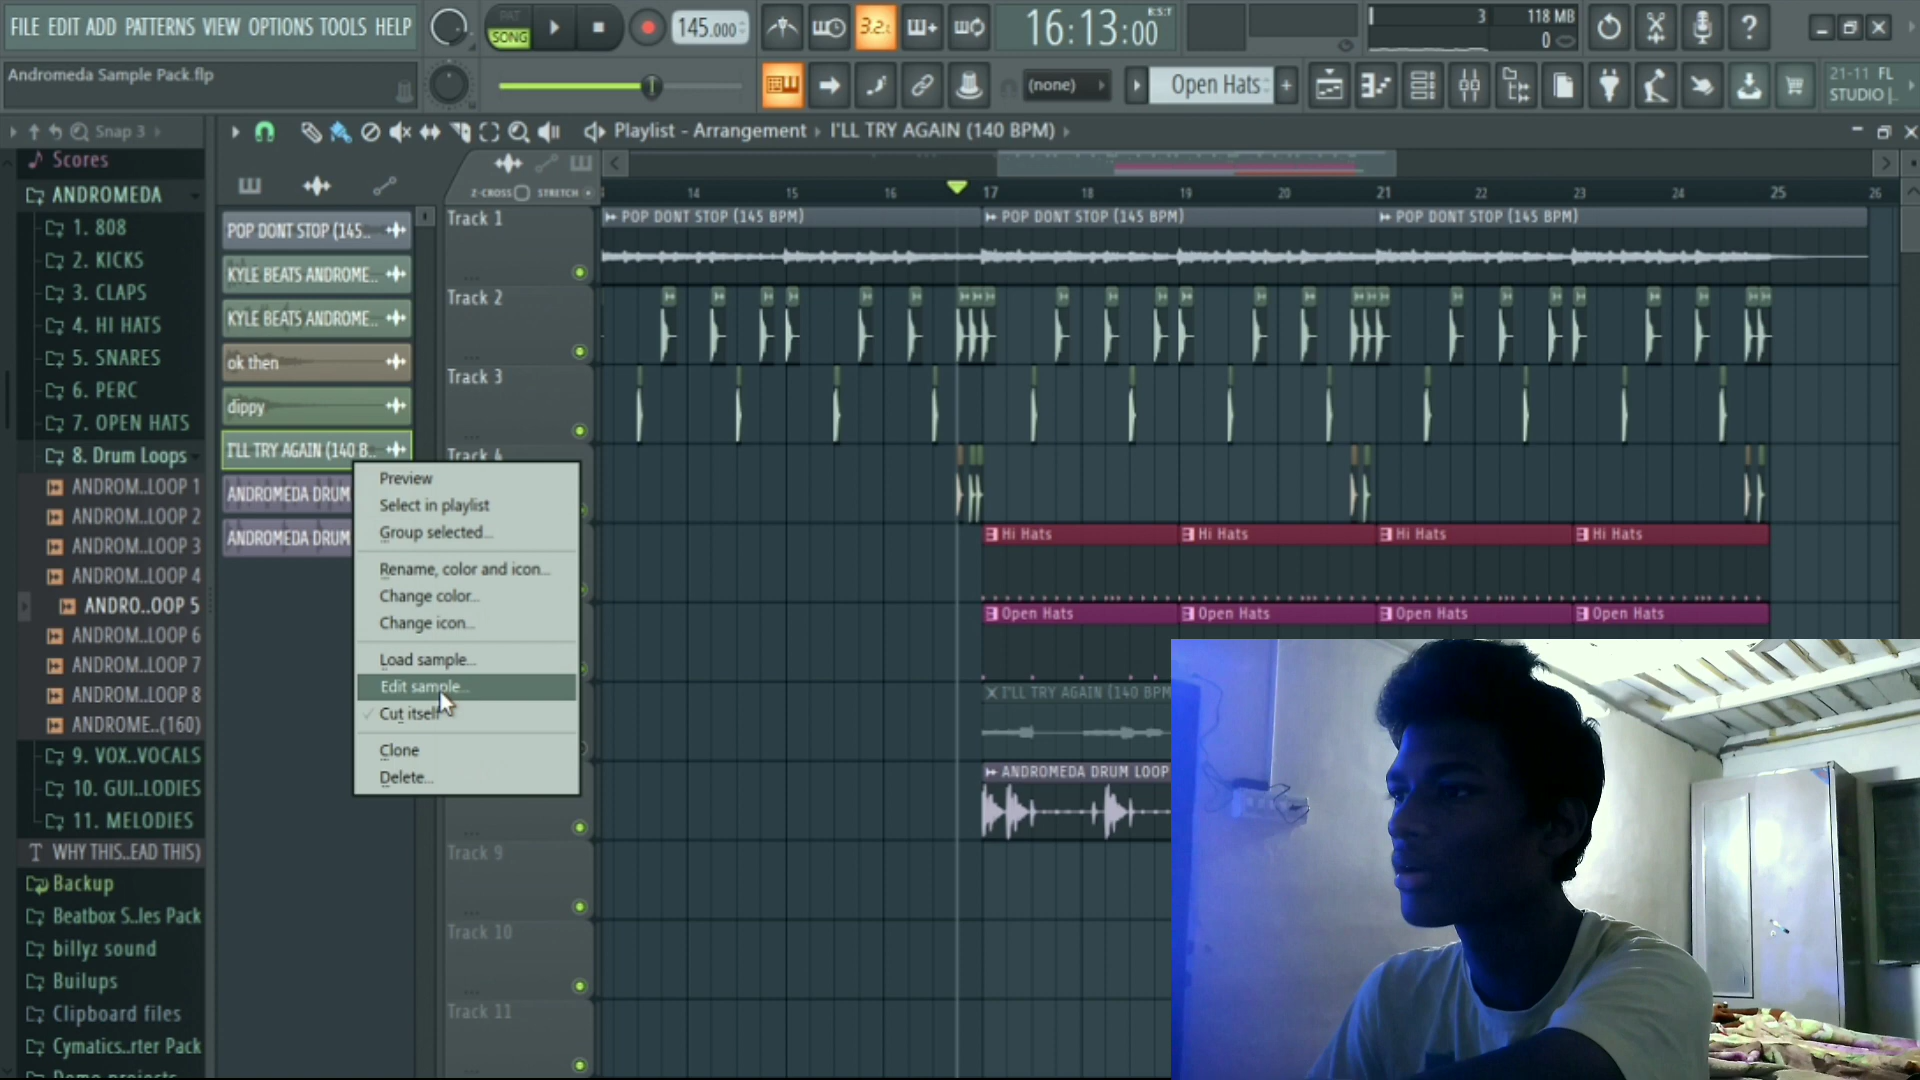 FILE EDIT ADD PATTERNS VIEW OPTIONS TOOLS HELP
PAT
SONG
145.000
3.2.
16:13:00
B:S:T
3
118 MB
0
Andromeda Sample Pack.flp
(none)
Open Hats
21-11 FL
STUDIO |..
Snap 3
Playlist - Arrangement › I'LL TRY AGAIN (140 BPM) ›
Scores
ANDROMEDA
1. 808
2. KICKS
3. CLAPS
4. HI HATS
5. SNARES
6. PERC
7. OPEN HATS
8. Drum Loops
ANDROM..LOOP 1
ANDROM..LOOP 2
ANDROM..LOOP 3
ANDROM..LOOP 4
ANDRO..OOP 5
ANDROM..LOOP 6
ANDROM..LOOP 7
ANDROM..LOOP 8
ANDROME..(160)
9. VOX..VOCALS
10. GUI..LODIES
11. MELODIES
WHY THIS..EAD THIS)
Backup
Beatbox S..les Pack
billyz sound
Builups
Clipboard files
Cymatics..rter Pack
Demo projects
POP DONT STOP (145..
KYLE BEATS ANDROME..
KYLE BEATS ANDROME..
ok then
dippy
I'LL TRY AGAIN (140 B..
ANDROMEDA DRUM
ANDROMEDA DRUM
Preview
Select in playlist
Group selected...
Rename, color and icon...
Change color...
Change icon...
Load sample...
Edit sample...
Cut itself
Clone
Delete...
Z-CROSS
STRETCH
14 15 16 17 18 19 20 21 22 23 24 25 26
Track 1
POP DONT STOP (145 BPM)
POP DONT STOP (145 BPM)
POP DONT STOP (145 BPM)
Track 2
Track 3
Track 4
Hi Hats
Hi Hats
Hi Hats
Hi Hats
Open Hats
Open Hats
Open Hats
Open Hats
I'LL TRY AGAIN (140 BPM
ANDROMEDA DRUM LOOP
Track 9
Track 10
Track 11